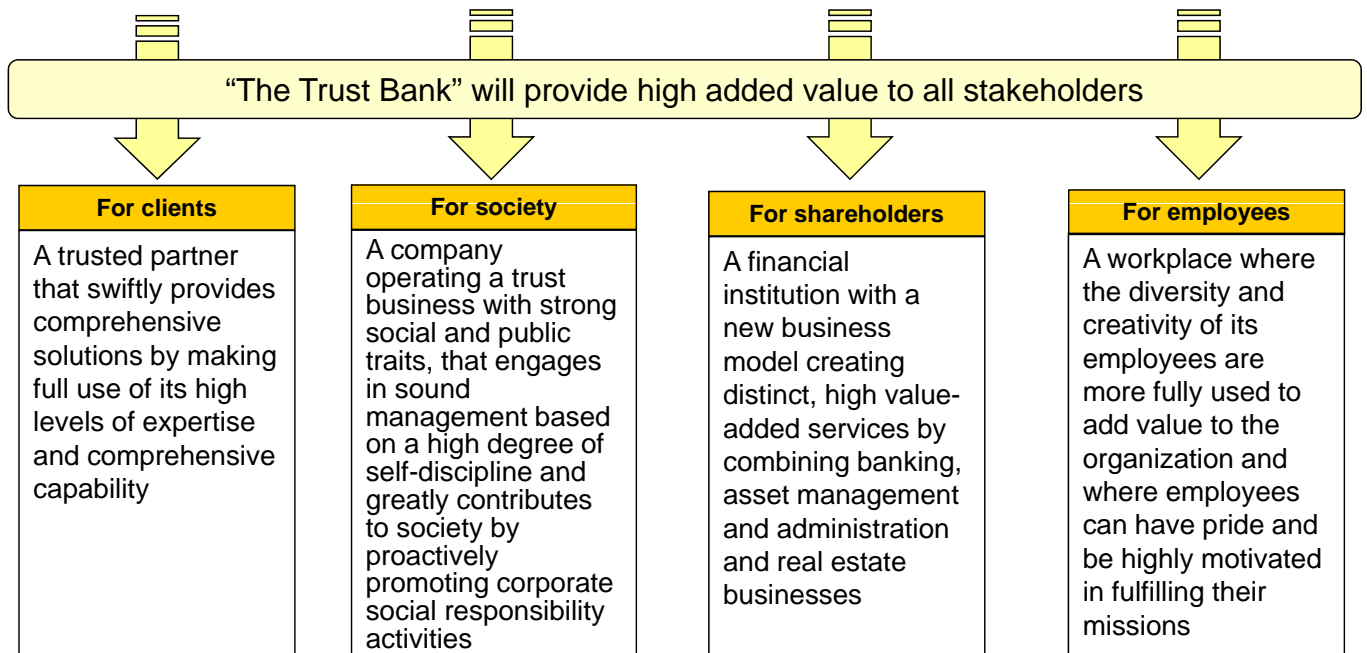 “The Trust Bank” will provide high added value to all stakeholders
For clients
A trusted partner
that swiftly provides
comprehensive
solutions by making
full use of its high
levels of expertise
and comprehensive
capability
For society
A company
operating a trust
business with strong
social and public
traits, that engages
in sound
management based
on a high degree of
self-discipline and
greatly contributes
to society by
proactively
promoting corporate
social responsibility
activities
For shareholders
A financial
institution with a
new business
model creating
distinct, high value-
added services by
combining banking,
asset management
and administration
and real estate
businesses
For employees
A workplace where
the diversity and
creativity of its
employees are
more fully used to
add value to the
organization and
where employees
can have pride and
be highly motivated
in fulfilling their
missions